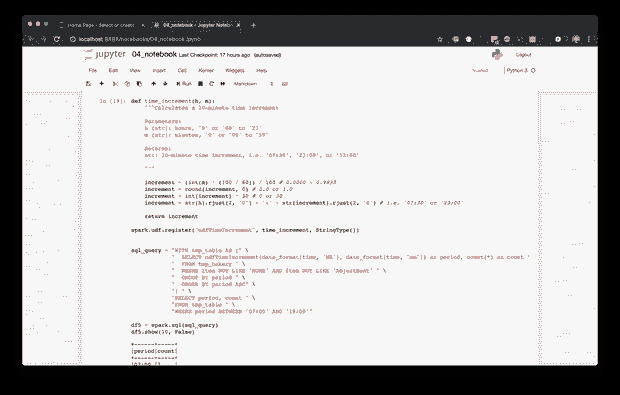 Home Page - Select or create
04_notebook - Jupyter Noteb
localhost:8888/notebooks/04_notebook.ipynb
jupyter 04_notebook Last Checkpoint: 17 hours ago (autosaved)
Logout
File Edit View Insert Cell Kernel Widgets Help
Trusted Python 3
Run Markdown
def time_increment(h, m):
"""Calculates a 30-minute time increment
Parameters:
h (str): hours, '0' or '00' to '23'
m (str): minutes, '0' or '00' to '59'
Returns:
str: 30-minute time increment, i.e. '07:30', '23:00', or '12:00'
"""
increment = (int(m) * (100 / 60)) / 100 # 0.0000 - 0.9833
increment = round(increment, 0) # 0.0 or 1.0
increment = int(increment) * 30 # 0 or 30
increment = str(h).rjust(2, '0') + ':' + str(increment).rjust(2, '0') # i.e. '07:30' or '23:00'
return increment
spark.udf.register("udfTimeIncrement", time_increment, StringType());
sql_query = "WITH tmp_table AS (" \
" SELECT udfTimeIncrement(date_format(time, 'HH'), date_format(time, 'mm')) as period, count(*) as count "
" FROM tmp_bakery " \
" WHERE item NOT LIKE 'NONE' AND item NOT LIKE 'Adjustment' " \
" GROUP BY period " \
" ORDER BY period ASC" \
") " \
"SELECT period, count " \
"FROM tmp_table " \
"WHERE period BETWEEN '07:00' AND '19:00'"
df5 = spark.sql(sql_query)
df5.show(10, False)
+------+-----+
|period|count|
+------+-----+